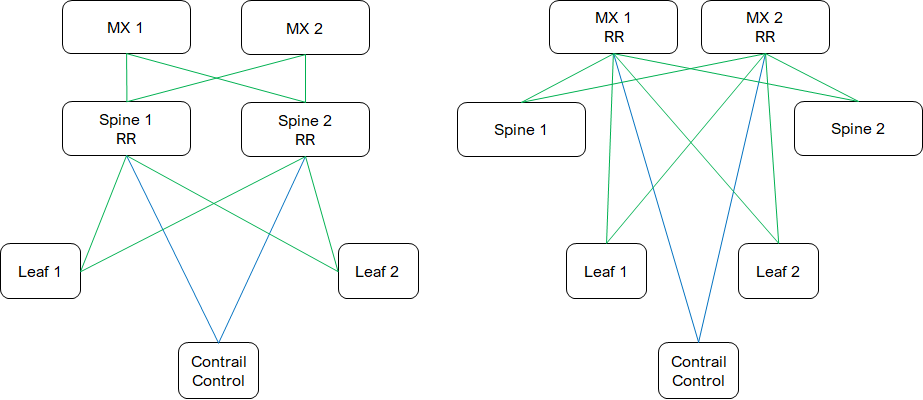 MX 1
MX 2
Spine 1
RR
Spine 2
RR
Leaf 1
Leaf 2
Contrail
Control
MX 1
RR
MX 2
RR
Spine 1
Spine 2
Leaf 1
Leaf 2
Contrail
Control